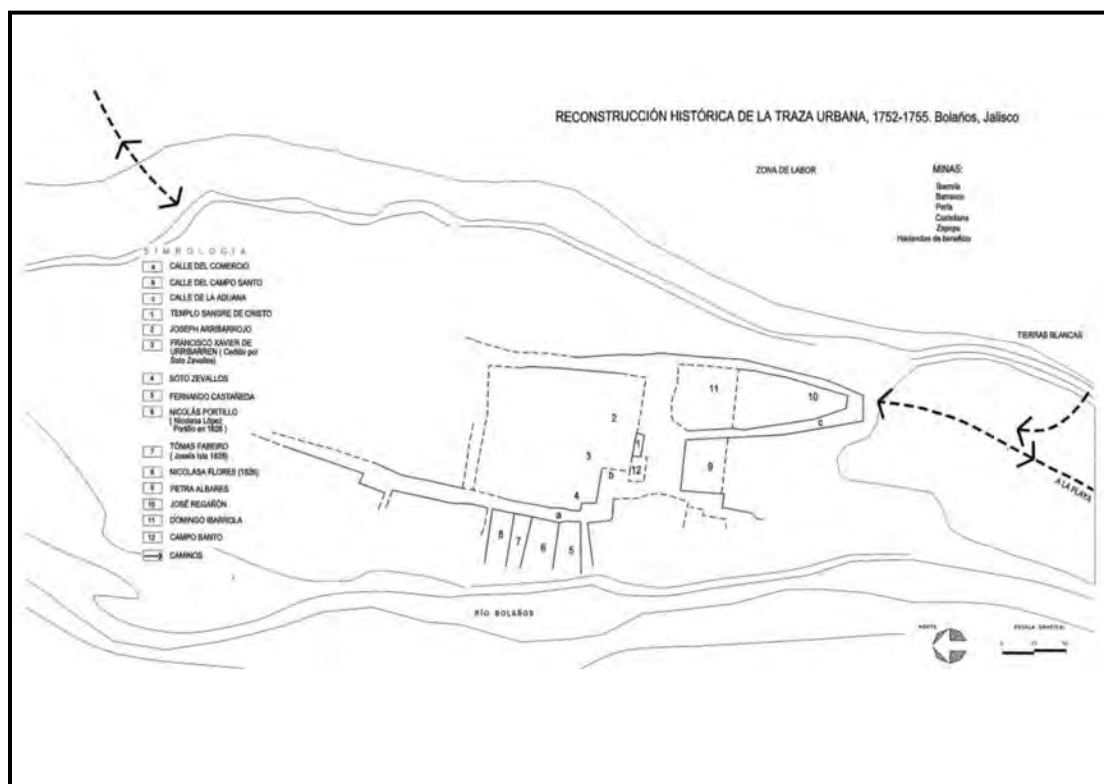 RECONSTRUCCIÓN HISTÓRICA DE LA TRAZA URBANA, 1752-1755. Bolaños, Jalisco
ZONA DE LABOR
MINAS:
Barranco
Perla
Castellana
Zapopa
Haciendas de beneficio
TIERRAS BLANCAS
SIMBOLOGIA
a CALLE DEL COMERCIO
B CALLE DEL CAMPO SANTO
c CALLE DE LA ADUANA
1 TEMPLO SANGRE DE CRISTO
2 JOSEPH ARRIBARROJO
3 FRANCISCO XAVIER DE
URRIBARREN ( Cedido por
Soto Zevallos)
4 SOTO ZEVALLOS
5 FERNANDO CASTAÑEDA
6 NICOLÁS PORTILLO
( Nicolasa López
Portillo en 1826 )
7 TÓMAS FABEIRO
( Josefa Isla 1826)
8 NICOLASA FLORES (1826)
9 PETRA ALBARES
10 JOSÉ REGAÑÓN
11 DOMINGO IBARROLA
12 CAMPO SANTO
CAMINOS
11
10
c
2
1
3
12
b
9
4
a
8
7
6
5
A LA PLAYA
RÍO BOLAÑOS
NORTE
ESCALA GRAFICA